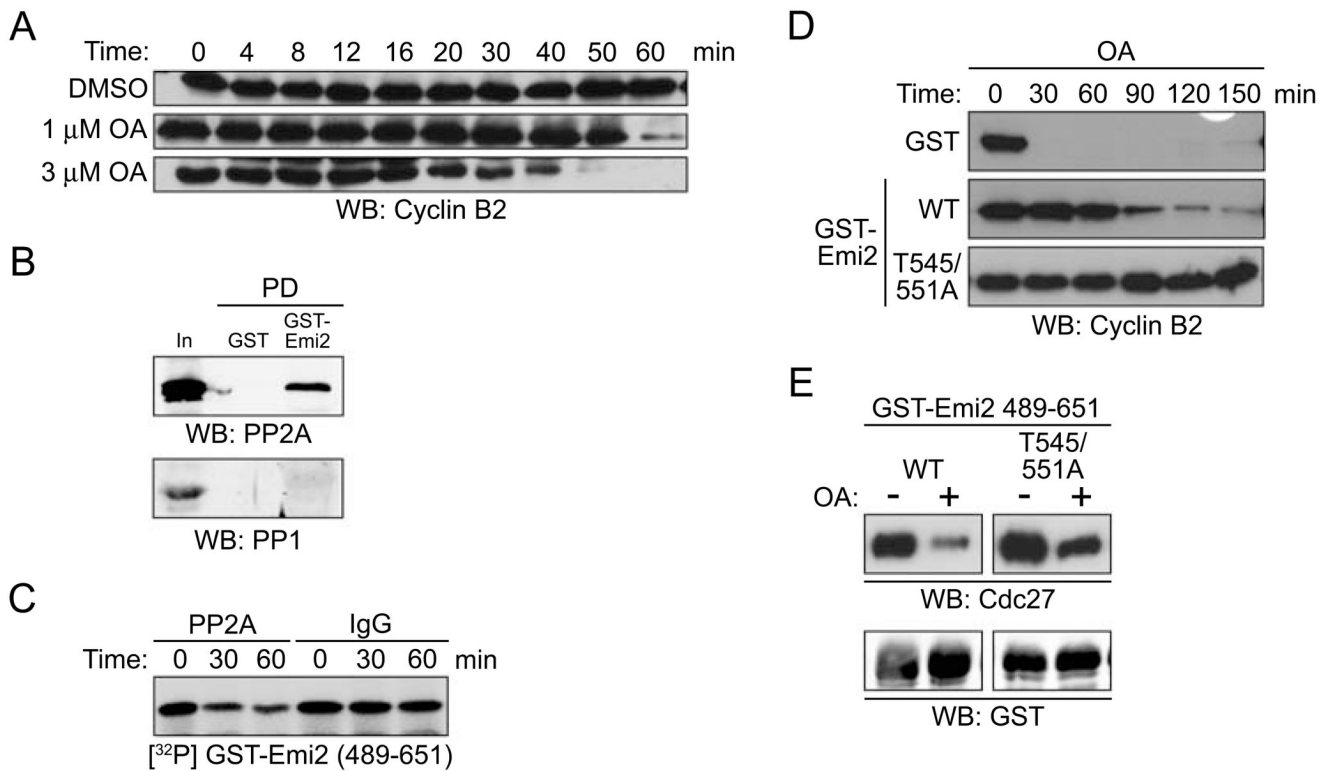 A
Time: 0 4 8 12 16 20 30 40 50 60 min
DMSO
1 μM OA
3 μM OA
WB: Cyclin B2
B
PD
In GST GST-
Emi2
WB: PP2A
WB: PP1
C
PP2A IgG
Time: 0 30 60 0 30 60 min
[³²P] GST-Emi2 (489-651)
D
OA
Time: 0 30 60 90 120 150 min
GST
GST-
Emi2
WT
T545/
551A
WB: Cyclin B2
E
GST-Emi2 489-651
WT T545/
551A
OA: - + - +
WB: Cdc27
WB: GST